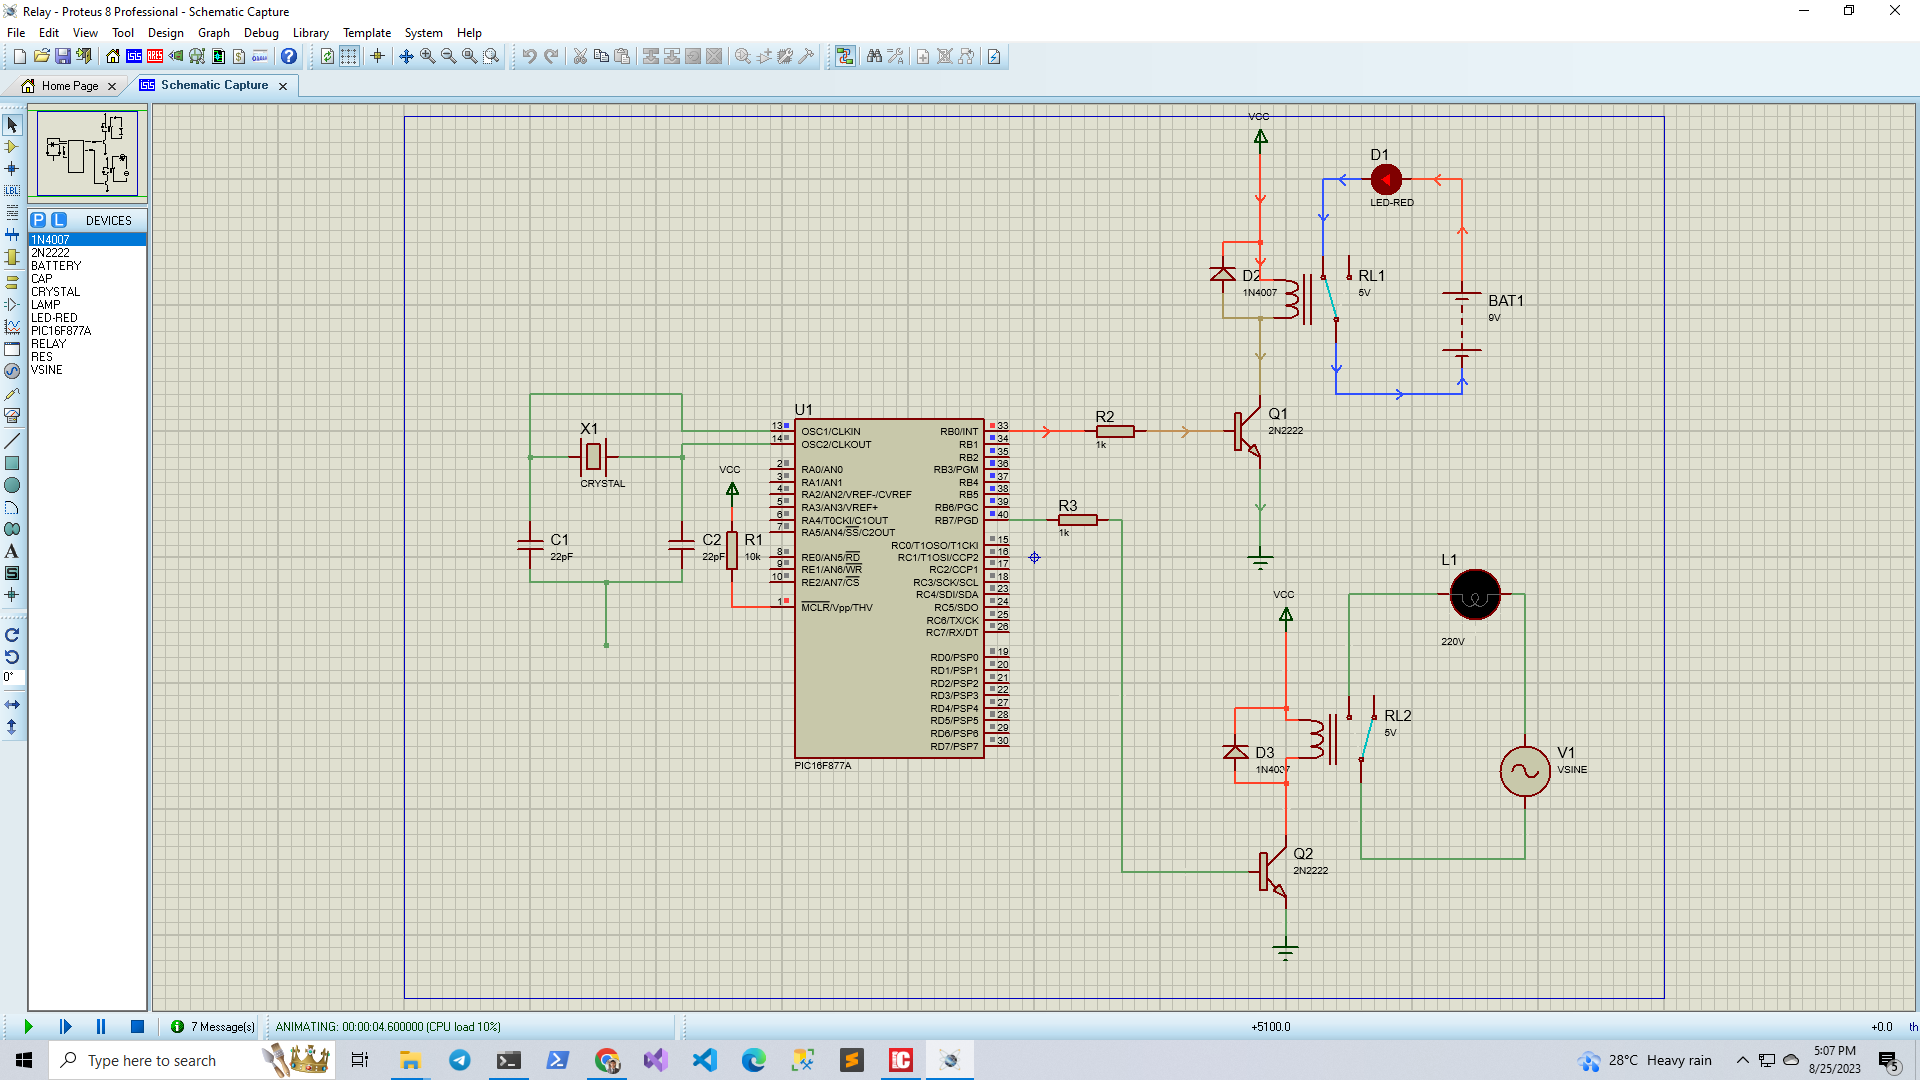 Relay - Proteus 8 Professional - Schematic Capture
File Edit View Tool Design Graph Debug Library Template System Help
Home Page
Schematic Capture
P L DEVICES
1N4007
2N2222
BATTERY
CAP
CRYSTAL
LAMP
LED-RED
PIC16F877A
RELAY
RES
VSINE
LBL
A
S
0°
VCC
D1
LED-RED
D2
1N4007
RL1
5V
BAT1
9V
Q1
2N2222
R2
1k
R3
1k
X1
CRYSTAL
C1
22pF
C2
22pF
VCC
R1
10k
U1
13 OSC1/CLKIN
14 OSC2/CLKOUT
2 RA0/AN0
3 RA1/AN1
4 RA2/AN2/VREF-/CVREF
5 RA3/AN3/VREF+
6 RA4/T0CKI/C1OUT
7 RA5/AN4/SS/C2OUT
8 RE0/AN5/RD
9 RE1/AN6/WR
10 RE2/AN7/CS
1 MCLR/Vpp/THV
RB0/INT 33
RB1 34
RB2 35
RB3/PGM 36
RB4 37
RB5 38
RB6/PGC 39
RB7/PGD 40
RC0/T1OSO/T1CKI 15
RC1/T1OSI/CCP2 16
RC2/CCP1 17
RC3/SCK/SCL 18
RC4/SDI/SDA 23
RC5/SDO 24
RC6/TX/CK 25
RC7/RX/DT 26
RD0/PSP0 19
RD1/PSP1 20
RD2/PSP2 21
RD3/PSP3 22
RD4/PSP4 27
RD5/PSP5 28
RD6/PSP6 29
RD7/PSP7 30
PIC16F877A
L1
220V
VCC
RL2
5V
D3
1N4007
V1
VSINE
Q2
2N2222
7 Message(s)
ANIMATING: 00:00:04.600000 (CPU load 10%)
+5100.0
+0.0
th
Type here to search
28°C Heavy rain
5:07 PM
8/25/2023
5